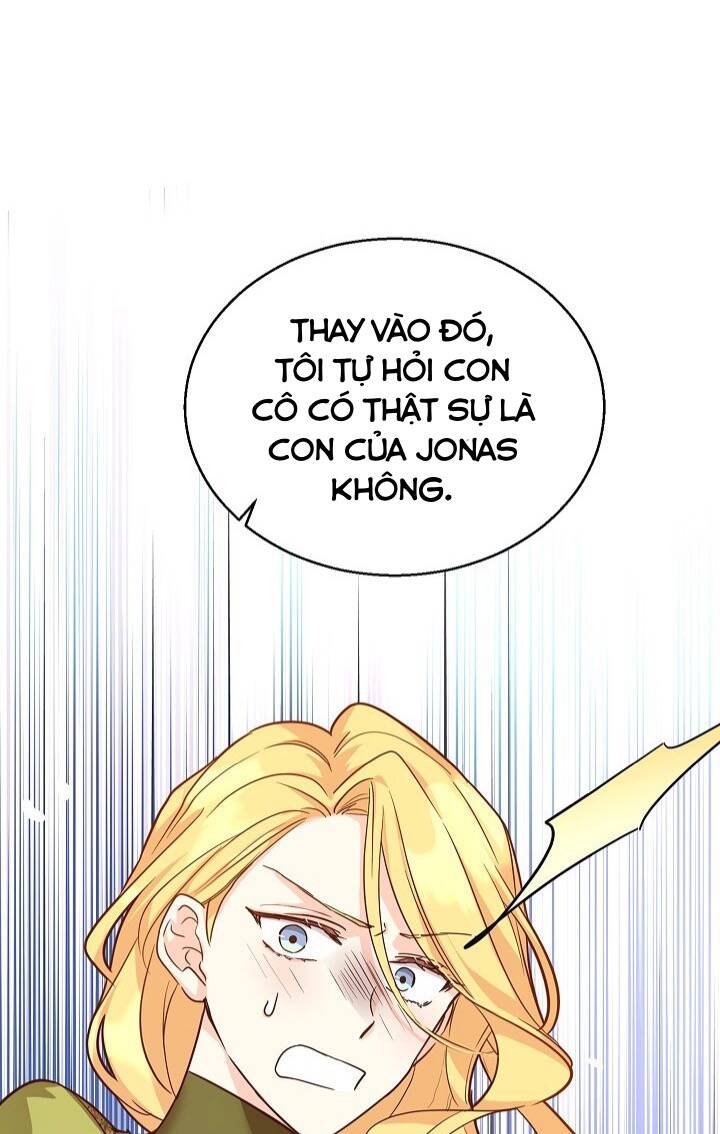 THAY VÀO ĐÓ,
TÔI TỰ HỎI CON
CÔ CÓ THẬT SỰ LÀ
CON CỦA JONAS
KHÔNG.